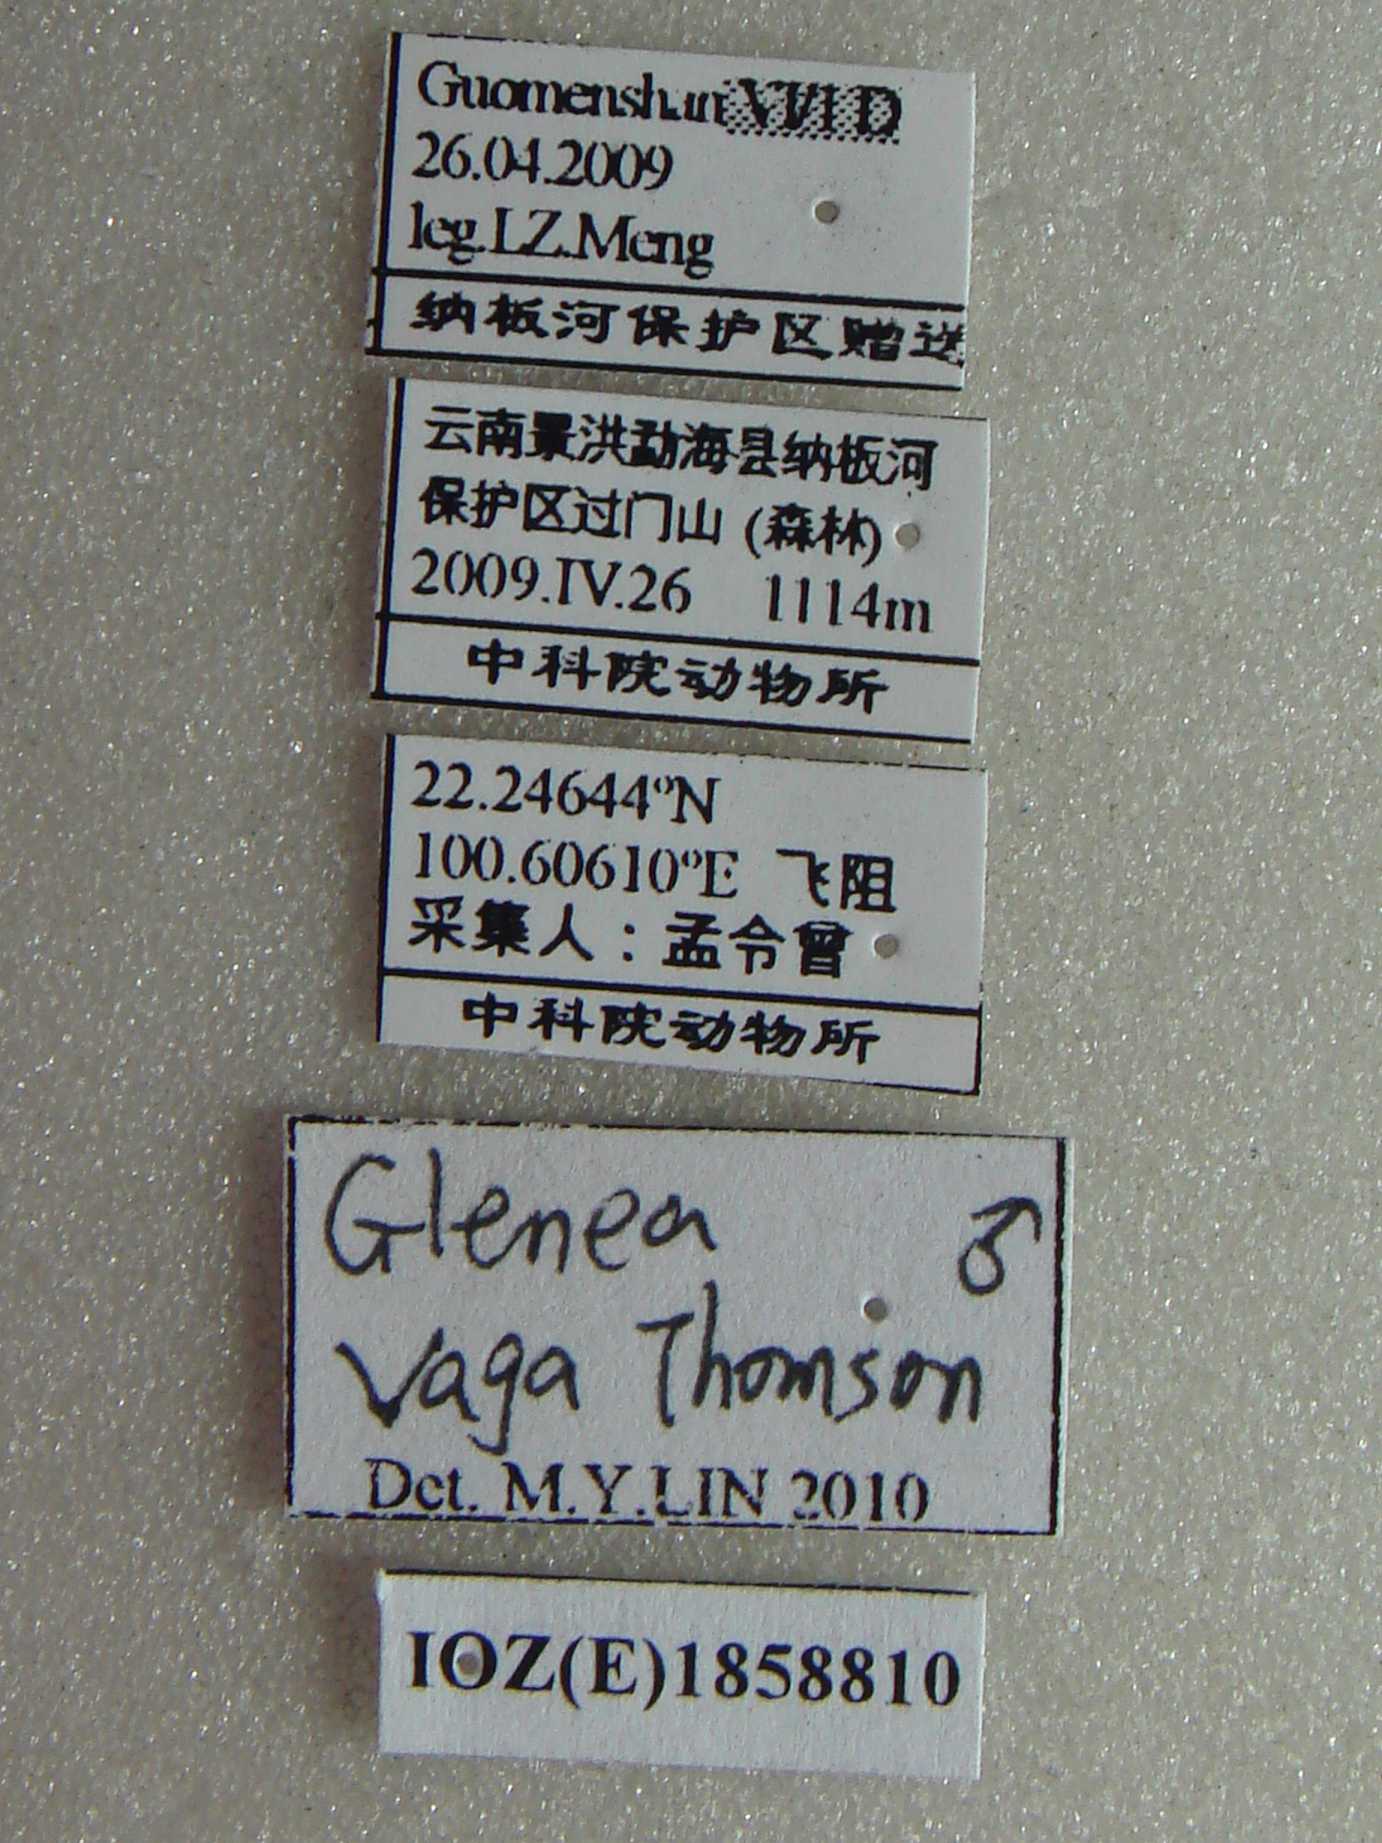 Guomenshan VVI D
26.04.2009
leg.LZ.Meng
纳板河保护区赠送
云南景洪勐海县纳板河
保护区过门山 (森林)
2009.IV.26 1114m
中科院动物所
22.24644ºN
100.60610ºE 飞阻
采集人：孟令曾
中科院动物所
Glenea ♂
vaga Thomson
Det. M.Y.LIN 2010
IOZ(E)1858810